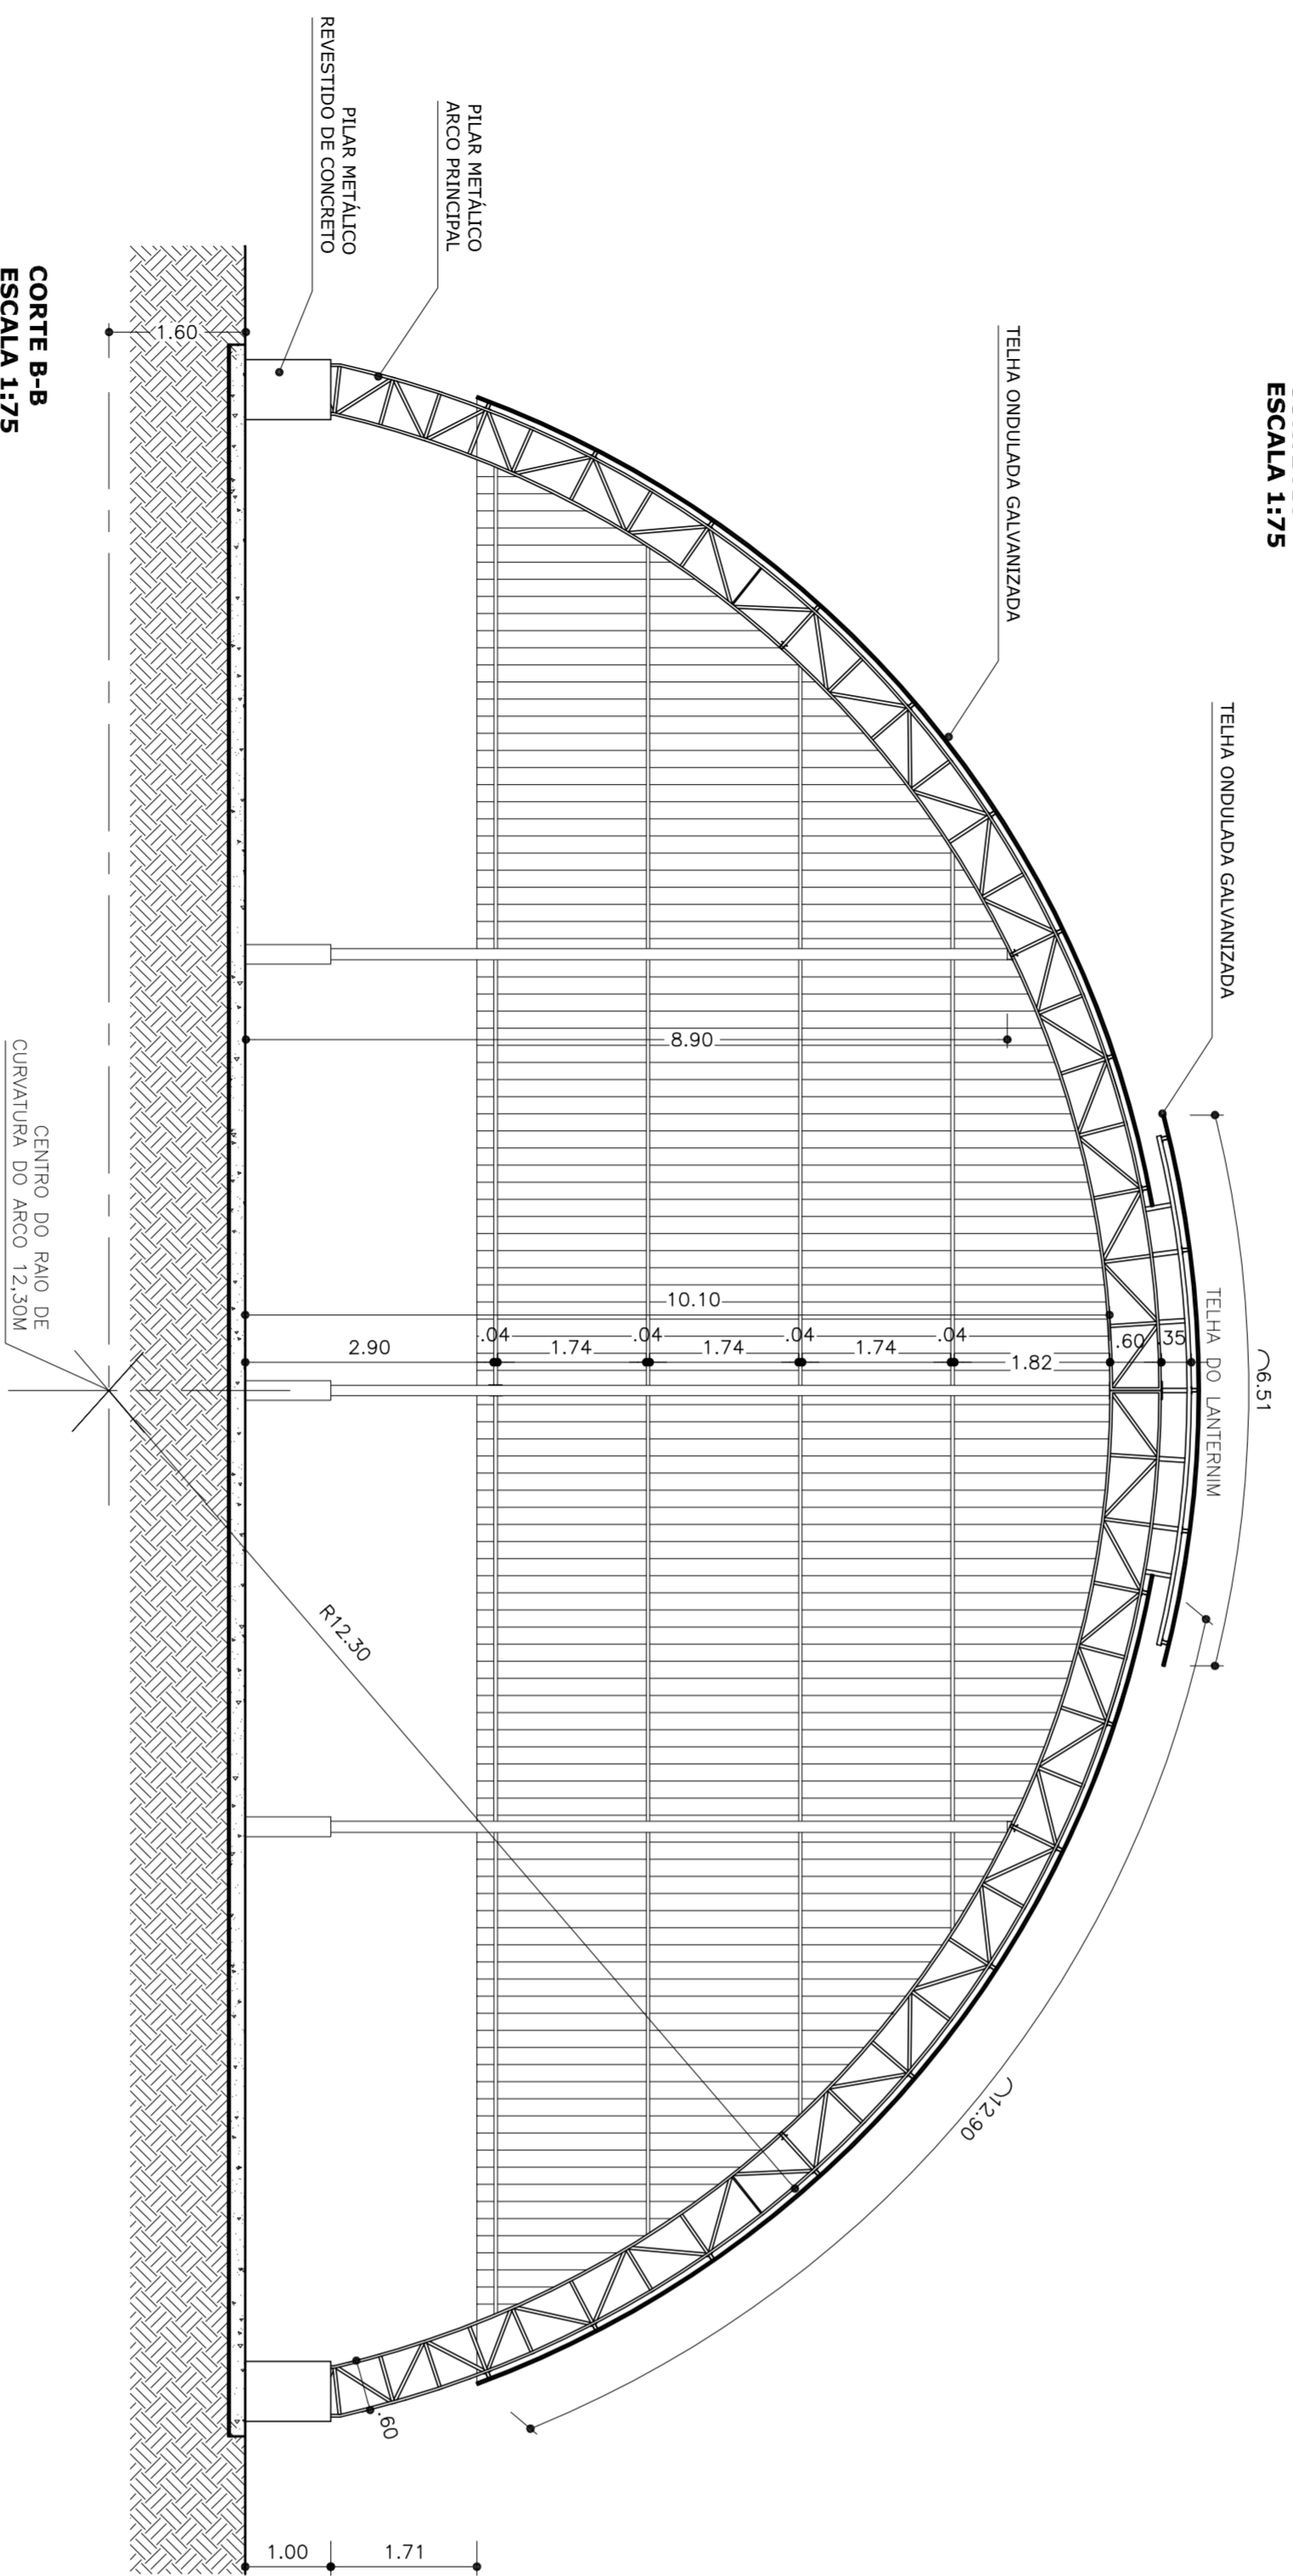 ESCALA 1:75
TELHA ONDULADA GALVANIZADA
TELHA ONDULADA GALVANIZADA
6.51
TELHA DO LANTERNIM
12.90
PILAR METÁLICO
ARCO PRINCIPAL
PILAR METÁLICO
REVESTIDO DE CONCRETO
.35
.60
1.82
.04
1.74
.04
1.74
.04
1.74
.04
2.90
10.10
8.90
R12.30
.60
1.71
1.00
1.60
CENTRO DO RAIO DE
CURVATURA DO ARCO 12,30M
CORTE B-B
ESCALA 1:75